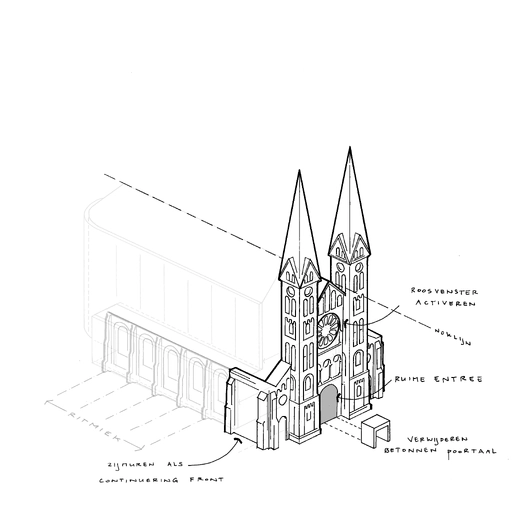 ROOSVENSTER
ACTIVEREN
NOKLIJN
RUIME ENTREE
VERWIJDEREN
BETONNEN POORTAAL
RITMIEK
ZIJMUREN ALS
CONTINUERING FRONT